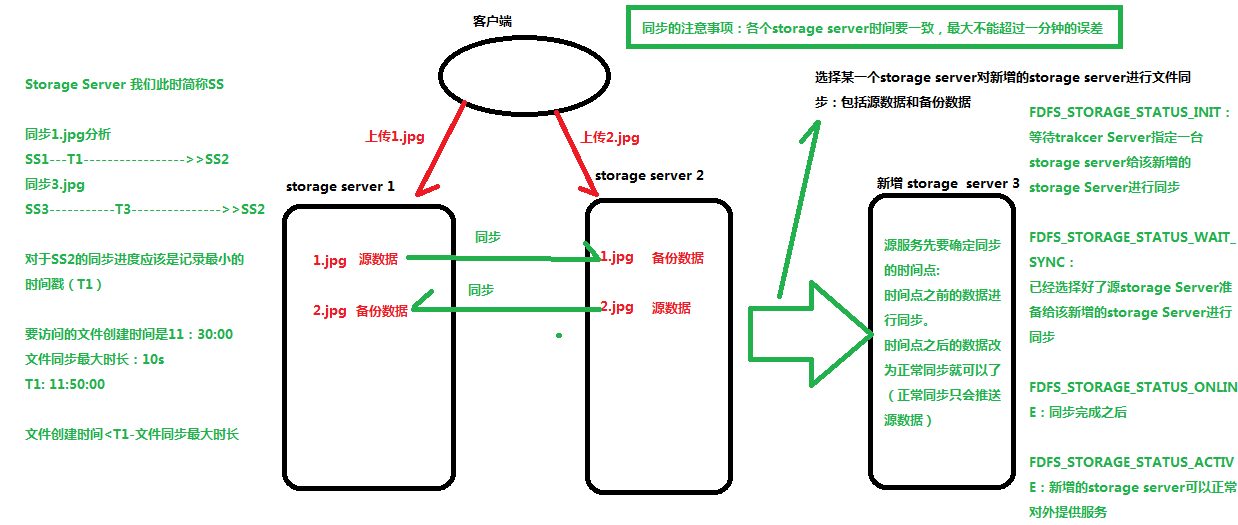 客户端
同步的注意事项：各个storage server时间要一致，最大不能超过一分钟的误差
Storage Server 我们此时简称SS
同步1.jpg分析
SS1---T1----------------->>SS2
同步3.jpg
SS3-----------T3--------------->>SS2
对于SS2的同步进度应该是记录最小的
时间戳（T1）
要访问的文件创建时间是11：30:00
文件同步最大时长：10s
T1: 11:50:00
文件创建时间<T1-文件同步最大时长
上传1.jpg
上传2.jpg
storage server 1
1.jpg 源数据
2.jpg 备份数据
同步
同步
storage server 2
1.jpg 备份数据
2.jpg 源数据
选择某一个storage server对新增的storage server进行文件同
步：包括源数据和备份数据
新增 storage server 3
源服务先要确定同步
的时间点:
时间点之前的数据进
行同步。
时间点之后的数据改
为正常同步就可以了
（正常同步只会推送
源数据）
FDFS_STORAGE_STATUS_INIT：
等待trakcer Server指定一台
storage server给该新增的
storage Server进行同步
FDFS_STORAGE_STATUS_WAIT_
SYNC：
已经选择好了源storage Server准
备给该新增的storage Server进行
同步
FDFS_STORAGE_STATUS_ONLIN
E：同步完成之后
FDFS_STORAGE_STATUS_ACTIV
E：新增的storage server可以正常
对外提供服务